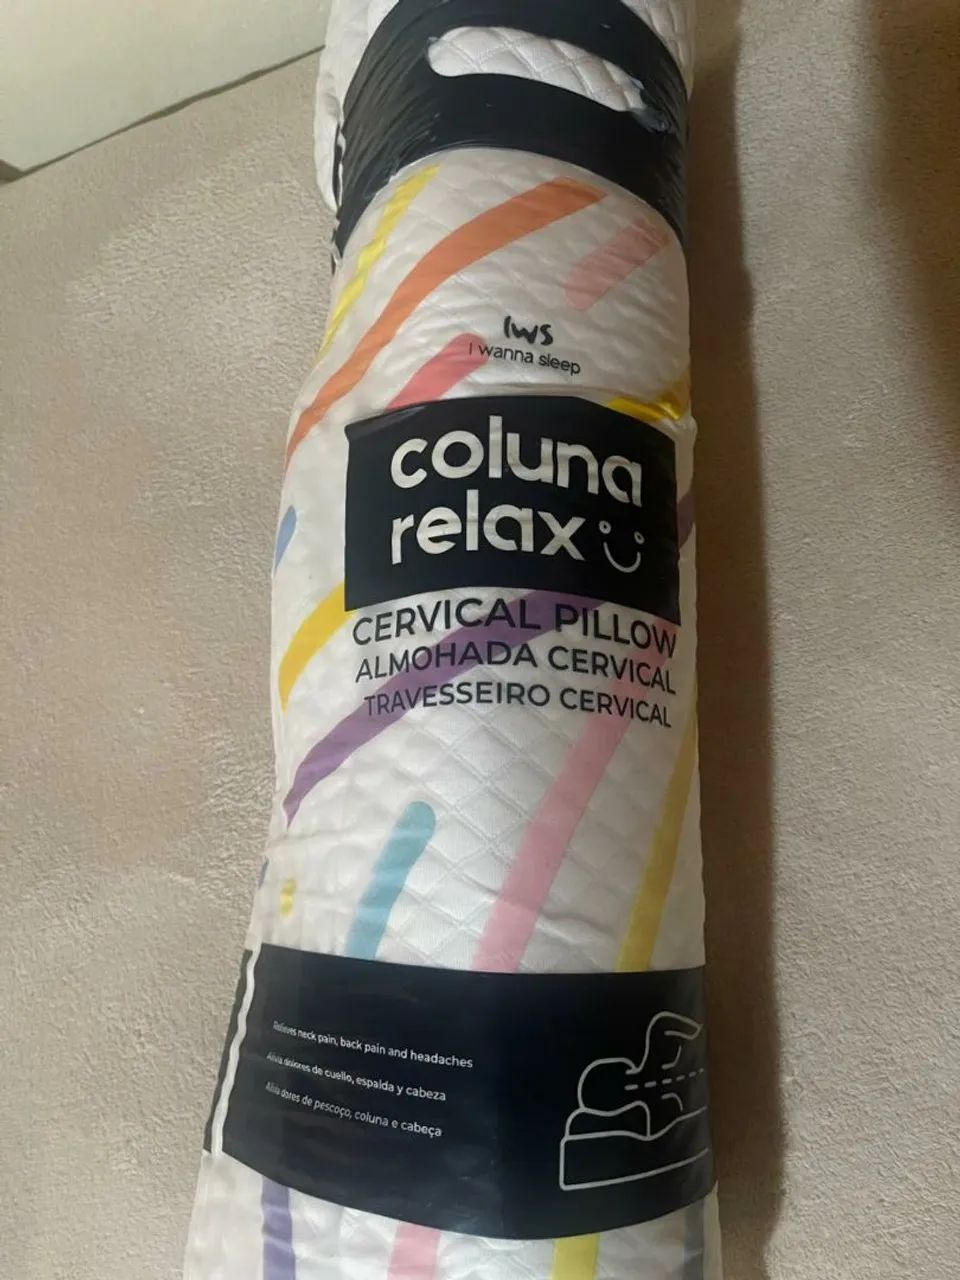 IWS
I wanna sleep
coluna
relax
CERVICAL PILLOW
ALMOHADA CERVICAL
TRAVESSEIRO CERVICAL
Relieves neck pain, back pain and headaches
Alivia dolores de cuello, espalda y cabeza
Alivia dores de pescoço, coluna e cabeça